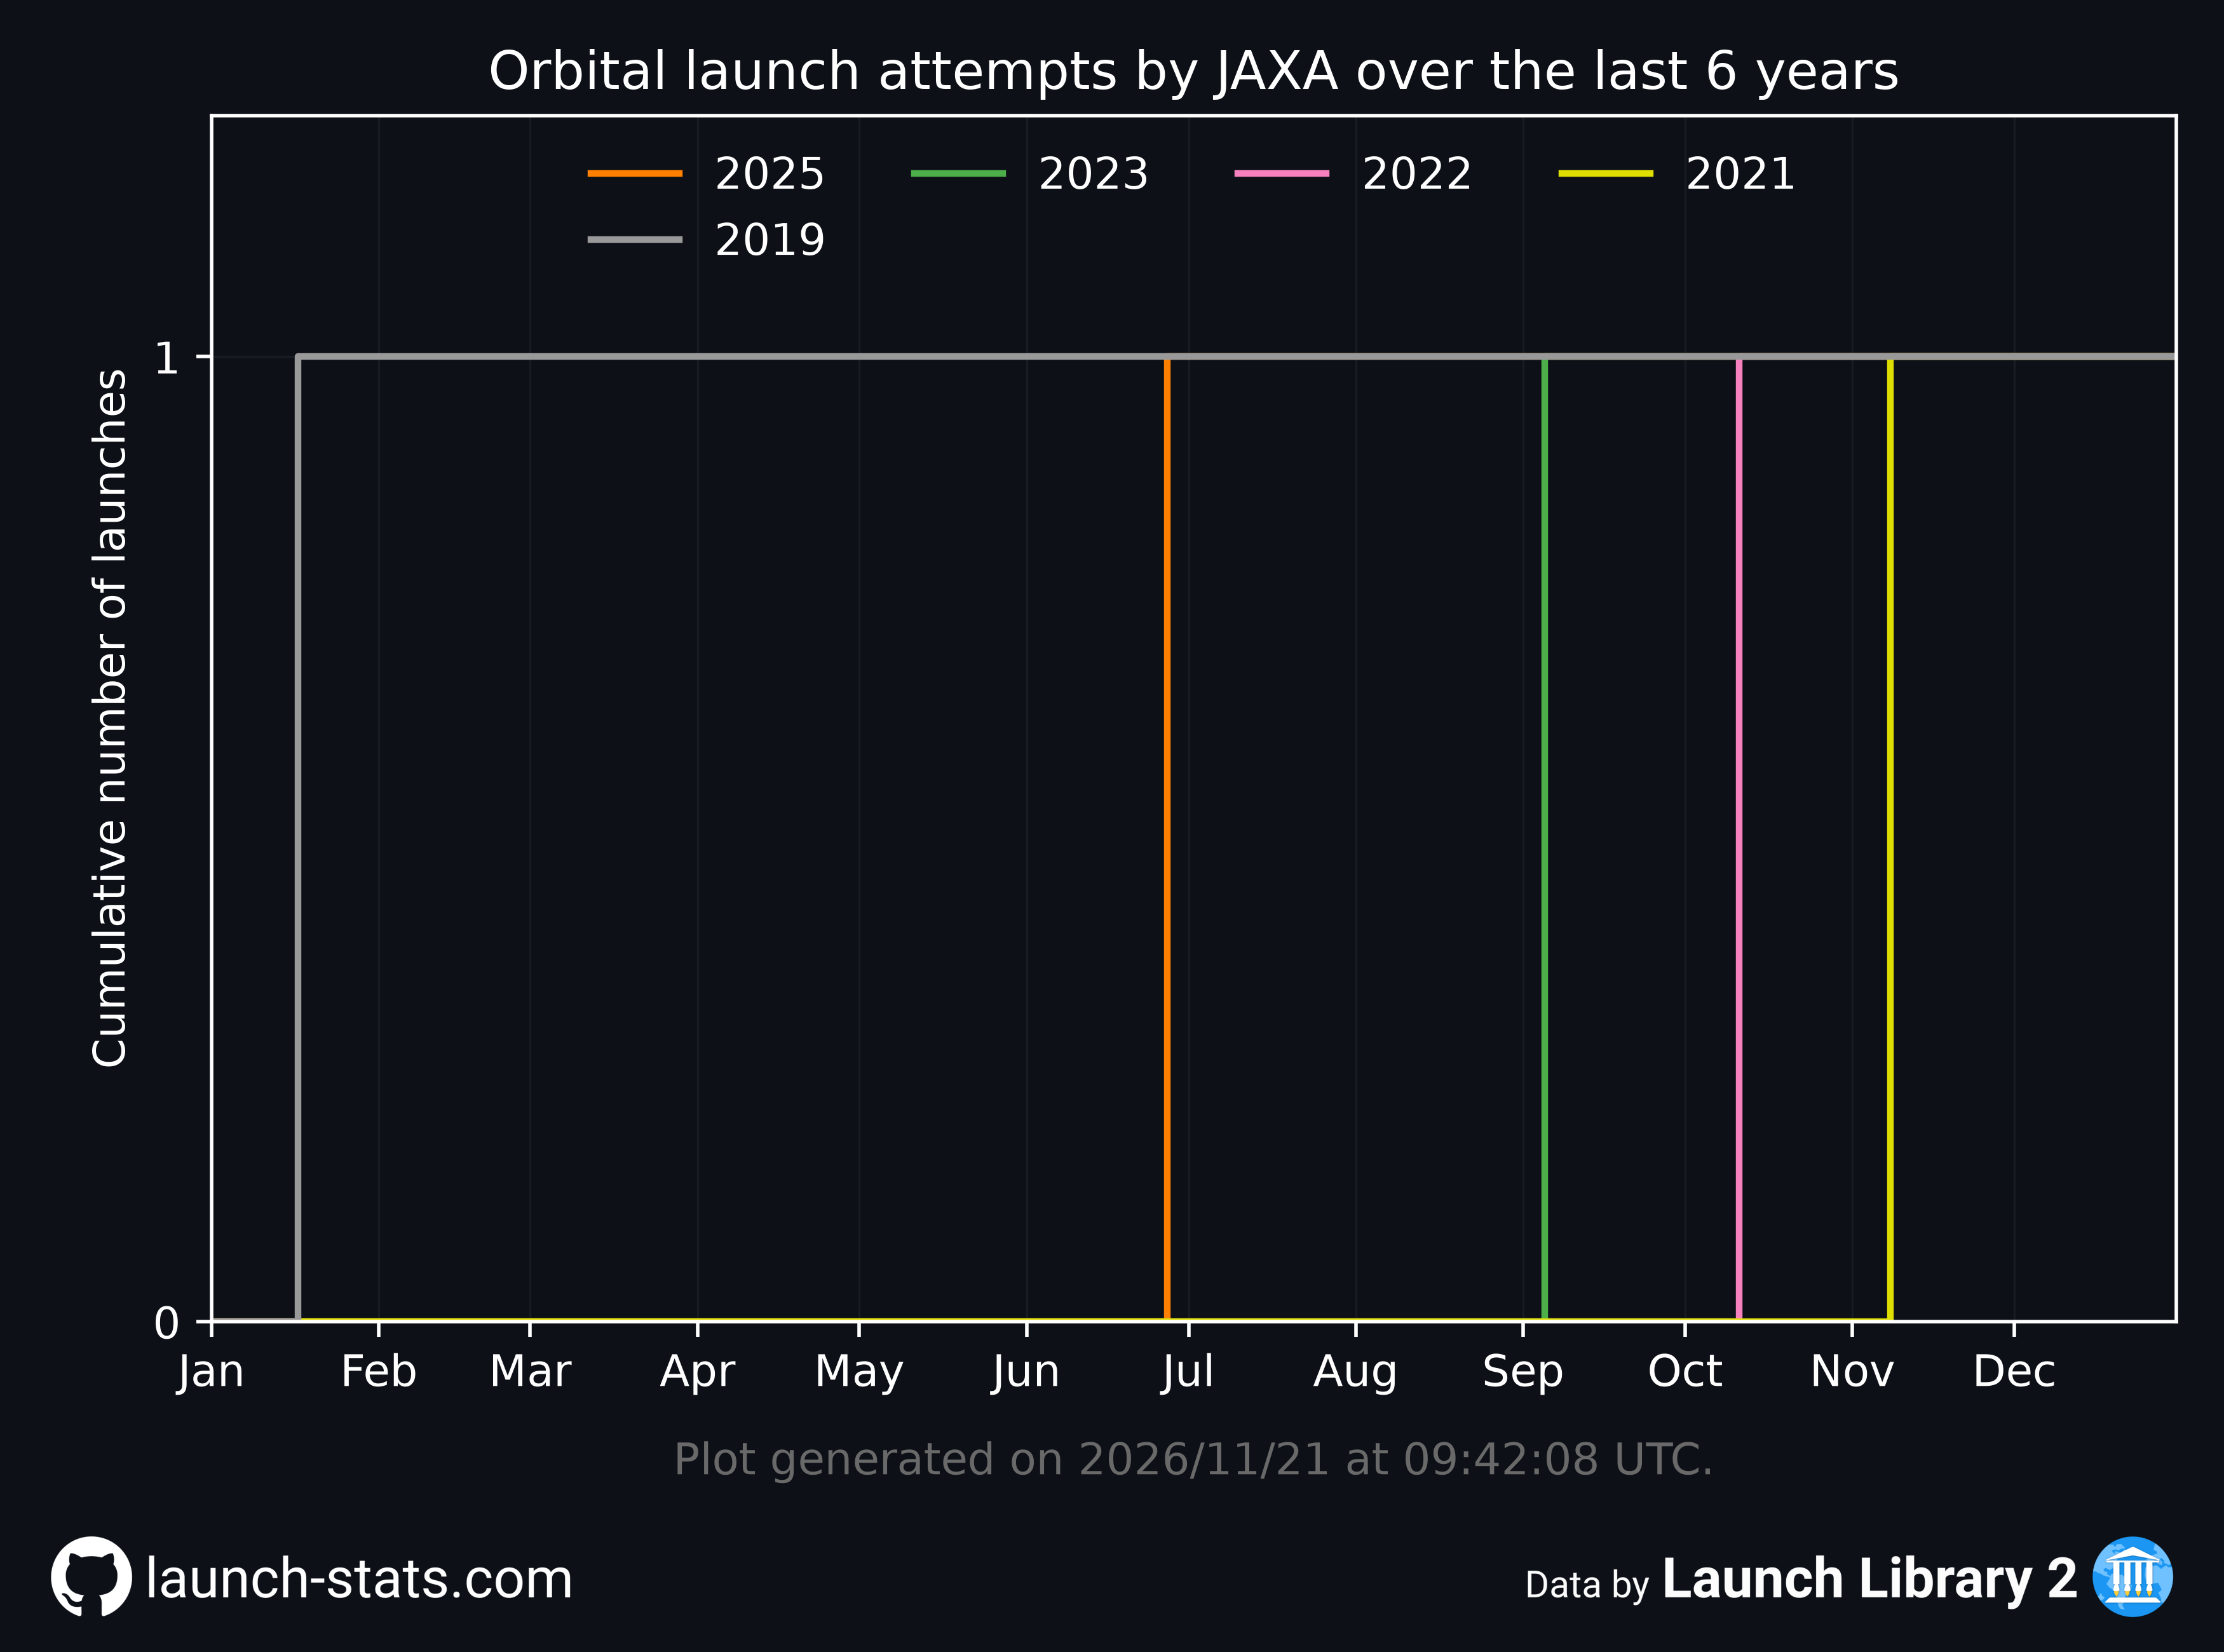 Orbital launch attempts by JAXA over the last 6 years
2025 2023 2022 2021
2019
Cumulative number of launches
1
0
Jan Feb Mar Apr May Jun Jul Aug Sep Oct Nov Dec
Plot generated on 2026/11/21 at 09:42:08 UTC.
launch-stats.com
Data by Launch Library 2